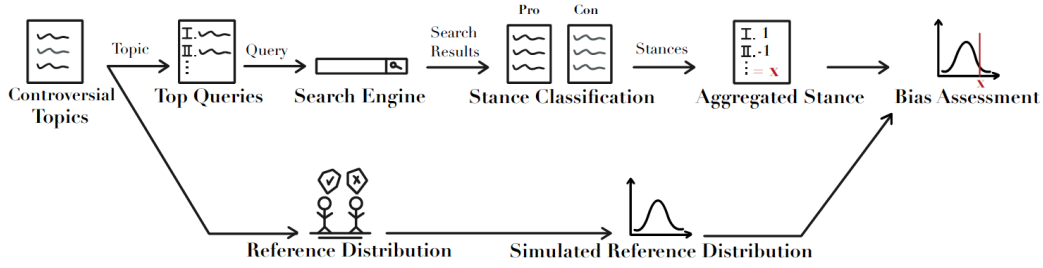 Pro Con
Topic
Query
Search
Results
Stances
I.
II.
I. 1
II. -1
= x
Controversial
Topics
Top Queries
Search Engine
Stance Classification
Aggregated Stance
x
Bias Assessment
Reference Distribution
Simulated Reference Distribution